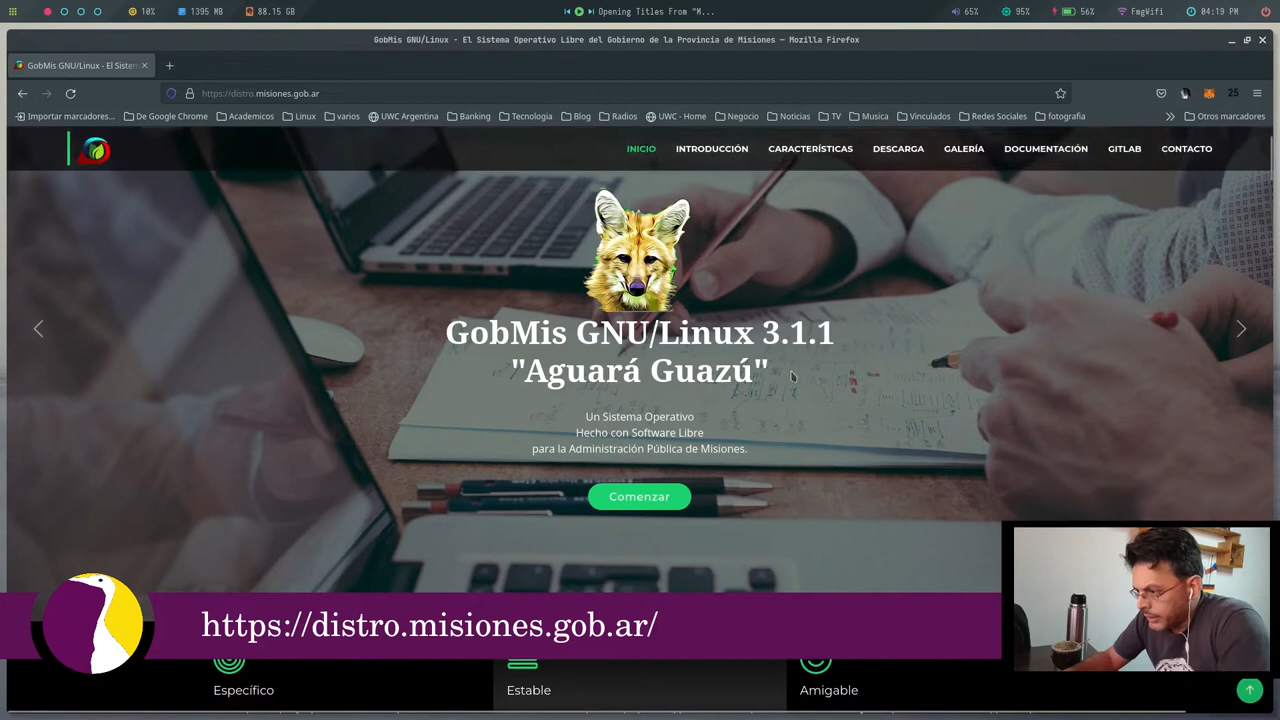 10%
1395 MB
88.15 GB
Opening Titles From "M...
65%
95%
56%
FmgWifi
04:19 PM
GobMis GNU/Linux - El Sistema Operativo Libre del Gobierno de la Provincia de Misiones — Mozilla Firefox
GobMis GNU/Linux - El Sistem
https://distro.misiones.gob.ar
25
Importar marcadores...
De Google Chrome
Academicos
Linux
varios
UWC Argentina
Banking
Tecnologia
Blog
Radios
UWC - Home
Negocio
Noticias
TV
Musica
Vinculados
Redes Sociales
fotografia
Otros marcadores
INICIO
INTRODUCCIÓN
CARACTERÍSTICAS
DESCARGA
GALERÍA
DOCUMENTACIÓN
GITLAB
CONTACTO
GobMis GNU/Linux 3.1.1
"Aguará Guazú"
Un Sistema Operativo
Hecho con Software Libre
para la Administración Pública de Misiones.
Comenzar
https://distro.misiones.gob.ar/
Específico
Estable
Amigable